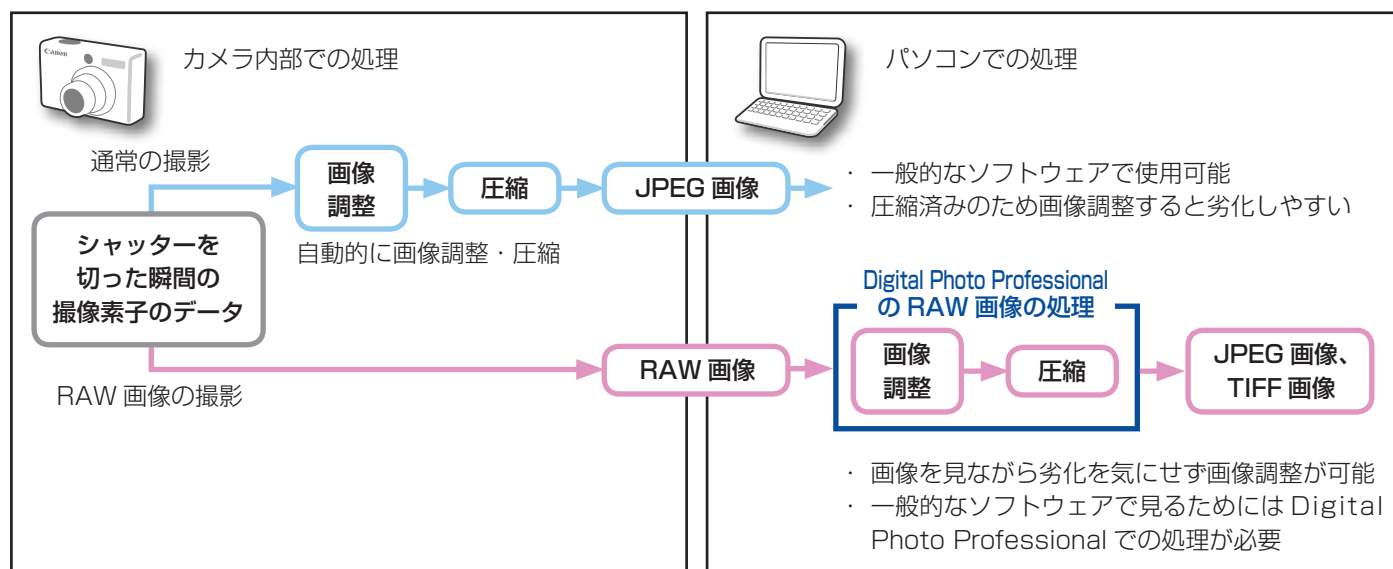 Canon
カメラ内部での処理
通常の撮影
画像
調整
圧縮
JPEG 画像
自動的に画像調整・圧縮
シャッターを
切った瞬間の
撮像素子のデータ
RAW 画像の撮影
RAW 画像
パソコンでの処理
· 一般的なソフトウェアで使用可能
· 圧縮済みのため画像調整すると劣化しやすい
Digital Photo Professional
の RAW 画像の処理
画像
調整
圧縮
JPEG 画像、
TIFF 画像
· 画像を見ながら劣化を気にせず画像調整が可能
· 一般的なソフトウェアで見るためには Digital
Photo Professional での処理が必要